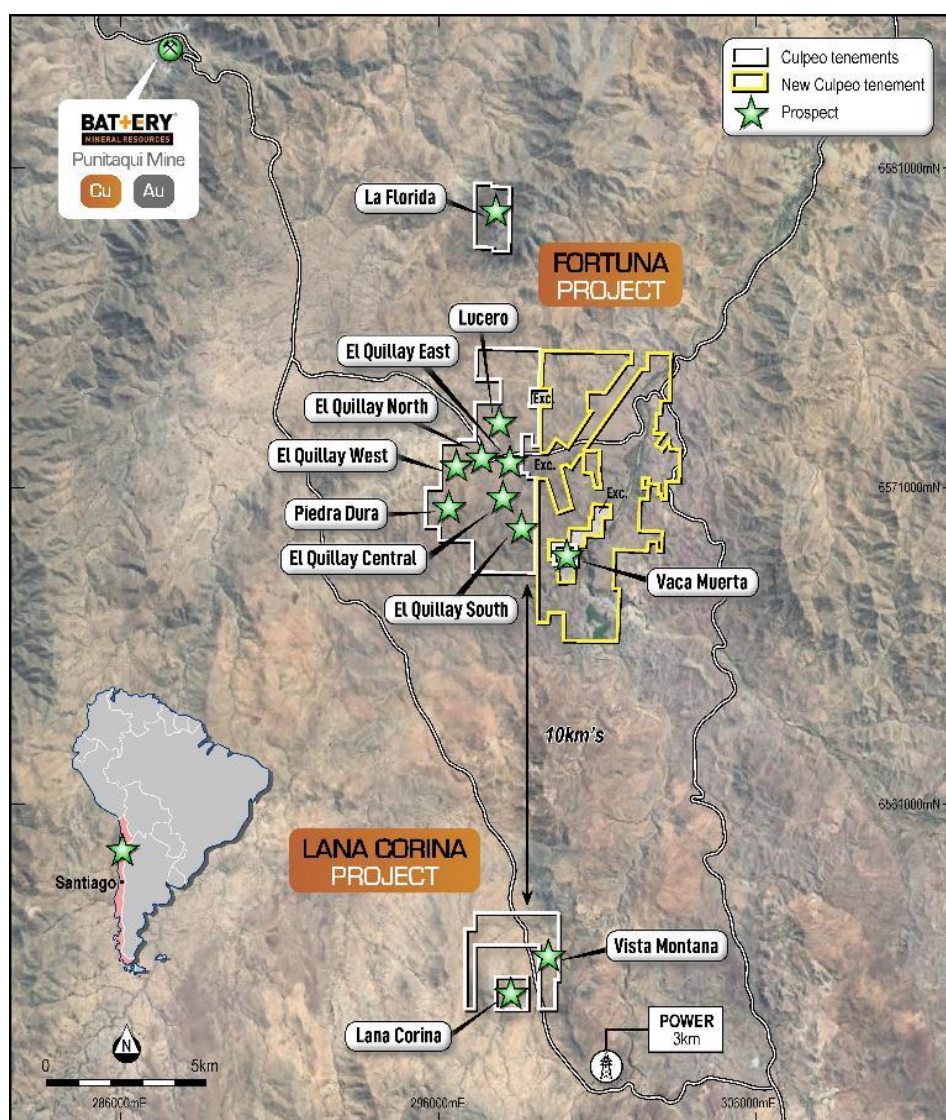 Culpeo tenements
New Culpeo tenement
Prospect
BATTERY
MINERAL RESOURCES
Punitaqui Mine
Cu
Au
6581000mN
La Florida
FORTUNA
PROJECT
Lucero
El Quillay East
Exc.
El Quillay North
El Quillay West
Exc.
6571000mN
Exc.
Piedra Dura
El Quillay Central
Vaca Muerta
El Quillay South
10km's
6561000mN
LANA CORINA
PROJECT
Santiago
Vista Montana
Lana Corina
POWER
3km
N
0
5km
286000mE
296000mE
306000mE